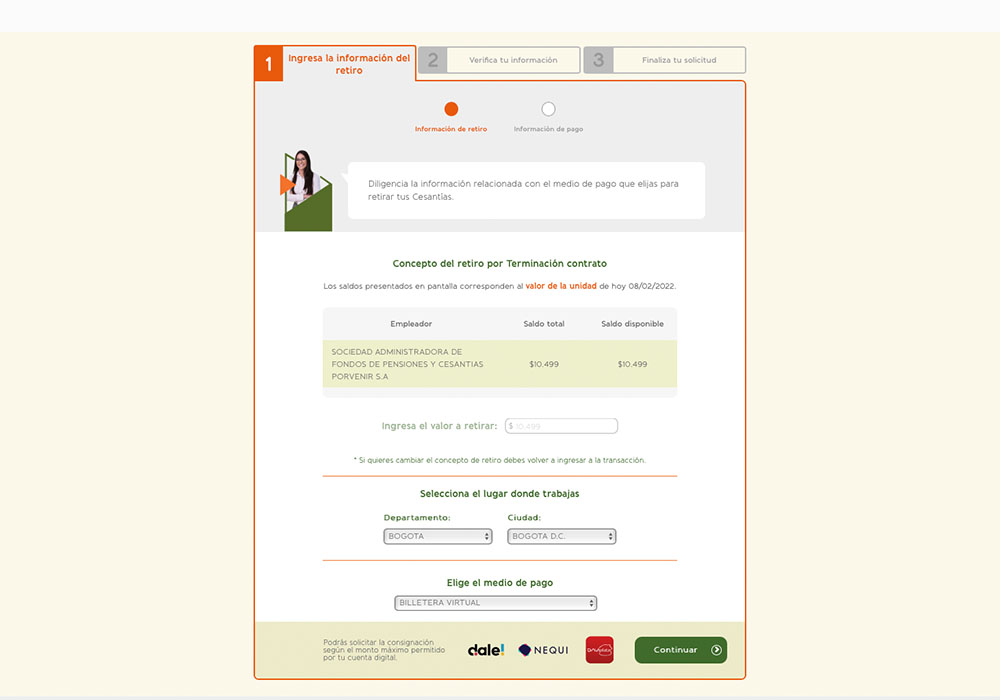 1
Ingresa la información del
retiro
2
Verifica tu información
3
Finaliza tu solicitud
Información de retiro
Información de pago
Diligencia la información relacionada con el medio de pago que elijas para
retirar tus Cesantías.
Concepto del retiro por Terminación contrato
Los saldos presentados en pantalla corresponden al valor de la unidad de hoy 08/02/2022.
Empleador Saldo total Saldo disponible
SOCIEDAD ADMINISTRADORA DE
FONDOS DE PENSIONES Y CESANTIAS
PORVENIR S.A
$10.499
$10.499
Ingresa el valor a retirar: $ 10.499
* Si quieres cambiar el concepto de retiro debes volver a ingresar a la transacción.
Selecciona el lugar donde trabajas
Departamento: Ciudad:
BOGOTA BOGOTA D.C.
Elige el medio de pago
BILLETERA VIRTUAL
Podrás solicitar la consignación
según el monto máximo permitido
por tu cuenta digital.
dale!
NEQUI
Continuar